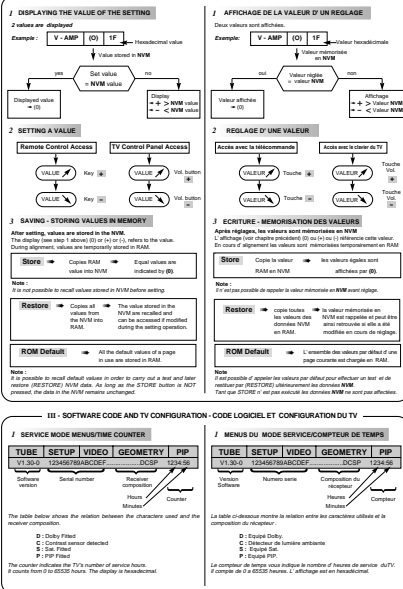 1 DISPLAYING THE VALUE OF THE SETTING
2 values are displayed
Example :
V - AMP (O) 1F
Hexadecimal value
Value stored in NVM
yes
Set value
= NVM value
no
Displayed value
→ (0)
Display
→ + > NVM value
→ - < NVM value
2 SETTING A VALUE
Remote Control Access
TV Control Panel Access
VALUE
Key +
VALUE
Vol. button
+
VALUE
Key -
VALUE
Vol. button
-
3 SAVING - STORING VALUES IN MEMORY
After setting, values are stored in the NVM.
The display (see step 1 above) (0) or (+) or (-), refers to the value.
During alignment, values are temporarily stored in RAM.
Store ➡ Copies RAM ➡ Equal values are
value into NVM indicated by (0).
Note :
It is not possible to recall values stored in NVM before setting.
Restore ➡ Copies all ➡ The value stored in the
values from NVM are recalled and
the NVM into can be accessed if modified
RAM. during the setting operation.
ROM Default ➡ All the default values of a page
in use are stored in RAM.
Note :
It is possible to recall default values in order to carry out a test and later
restore (RESTORE) NVM data. As long as the STORE button is NOT
pressed, the data in the NVM remains unchanged.
1 AFFICHAGE DE LA VALEUR D' UN REGLAGE
Deux valeurs sont affichées.
Exemple:
V - AMP (O) 1F
Valeur hexadécimale
Valeur mémorisée
en NVM
oui
Valeur réglée
= valeur NVM
non
Valeur affichée
→ (0)
Affichage
→ + > Valeur NVM
→ - < Valeur NVM
2 REGLAGE D' UNE VALEUR
Accès avec la télécommande
Accès avec le clavier du TV
VALEUR
Touche +
VALEUR
Touche
Vol.
+
VALEUR
Touche -
VALEUR
Touche
Vol.
-
3 ECRITURE - MEMORISATION DES VALEURS
Après réglages, les valeurs sont mémorisées en NVM
L' affichage (voir chapitre précédent) (0) ou (+) ou (-) référencie cette valeur.
En cours d' alignement les valeurs sont mémorisées temporairement en RAM
Store ➡ Copie la valeur ➡ les valeurs égales sont
RAM en NVM affichées par (0).
Note :
Il n' est pas possible de rappeler la valeur mémorisée en NVM avant réglage.
Restore ➡ copie toutes ➡ la valeur mémorisée en
les valeurs des NVM est rappelée et peut être
données NVM ainsi retrouvée si elle a été
en RAM. modifiée en cours de réglage.
ROM Default ➡ L' ensemble des valeurs par défaut d' une
page courante est chargée en RAM.
Note
Il est possible d' appeler les valeurs par défaut pour effectuer un test et de
restituer par (RESTORE) ultérieurement les données NVM.
Tant que STORE n' est pas exécuté les données NVM ne sont pas affectées.
III - SOFTWARE CODE AND TV CONFIGURATION - CODE LOGICIEL ET CONFIGURATION DU TV
1 SERVICE MODE MENUS/TIME COUNTER
TUBE SETUP VIDEO GEOMETRY PIP
V1.30-0 123456789ABCDEF...............DCSP 1234:56
Software
version
Serial number
Receiver
composition
Hours
Minutes
Counter
The table below shows the relation between the characters used and the
receiver composition.
D : Dolby Fitted
C : Contrast sensor detected
S : Sat. Fitted
P : PIP Fitted
The counter indicates the TV's number of service hours.
It counts from 0 to 65535 hours. The display is hexadecimal.
1 MENUS DU MODE SERVICE/COMPTEUR DE TEMPS
TUBE SETUP VIDEO GEOMETRY PIP
V1.30-0 123456789ABCDEF...............DCSP 1234:56
Version
Software
Numero serie
Composition du
récepteur
Heures
Minutes
Compteur
La table ci-dessous montre la relation entre les caractères utilisés et la
composition du récepteur .
D : Equipé Dolby.
C : Détecteur de lumière ambiante
S : Equipé Sat.
P : Equipé PIP.
Le compteur de temps vous indique le nombre d' heures de service duTV.
Il compte de 0 a 65535 heures. L' affichage est en hexadécimal.